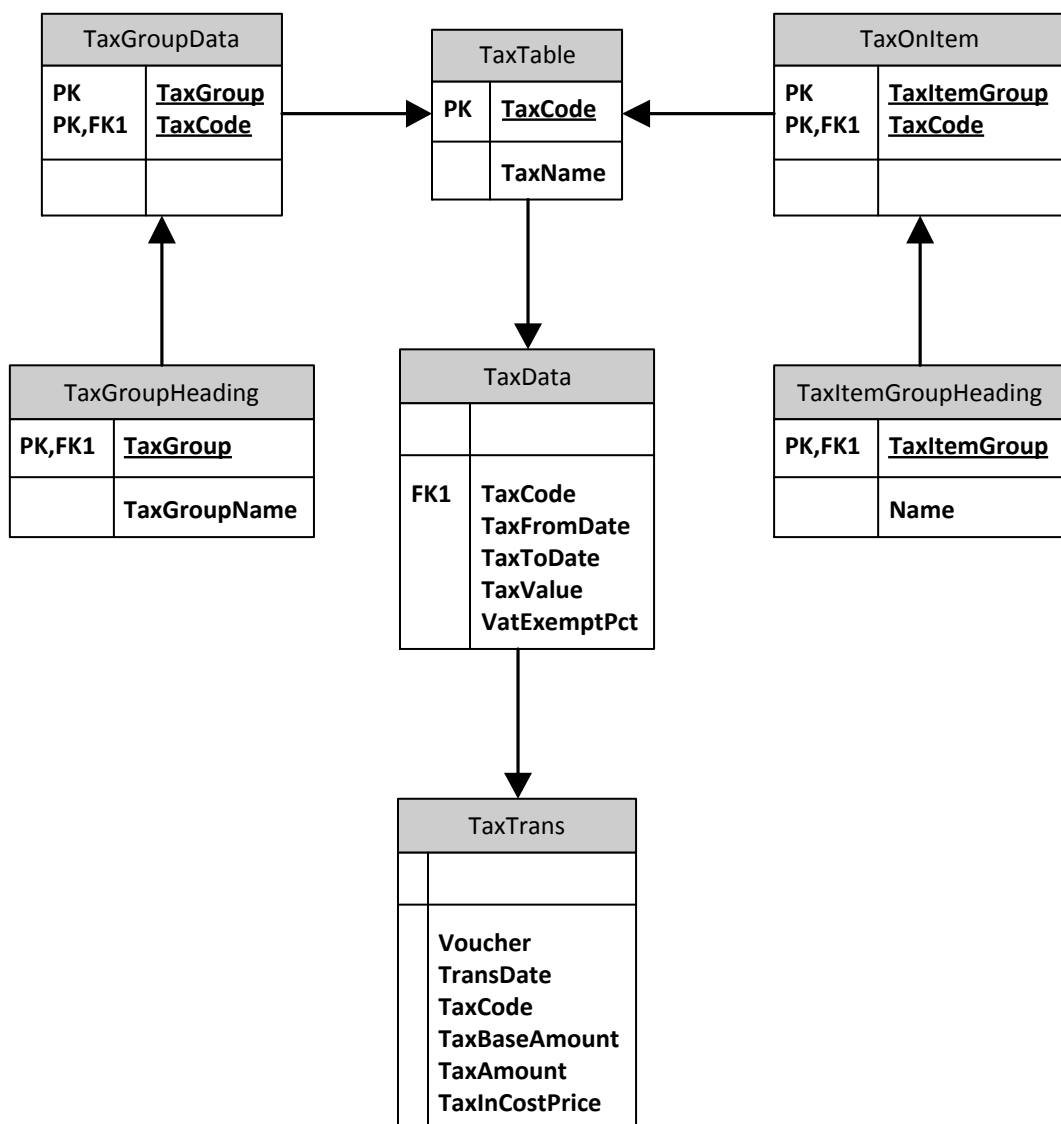 TaxGroupData
PK TaxGroup
PK,FK1 TaxCode
TaxTable
PK TaxCode
TaxName
TaxOnItem
PK TaxItemGroup
PK,FK1 TaxCode
TaxGroupHeading
PK,FK1 TaxGroup
TaxGroupName
TaxData
FK1 TaxCode
TaxFromDate
TaxToDate
TaxValue
VatExemptPct
TaxItemGroupHeading
PK,FK1 TaxItemGroup
Name
TaxTrans
Voucher
TransDate
TaxCode
TaxBaseAmount
TaxAmount
TaxInCostPrice